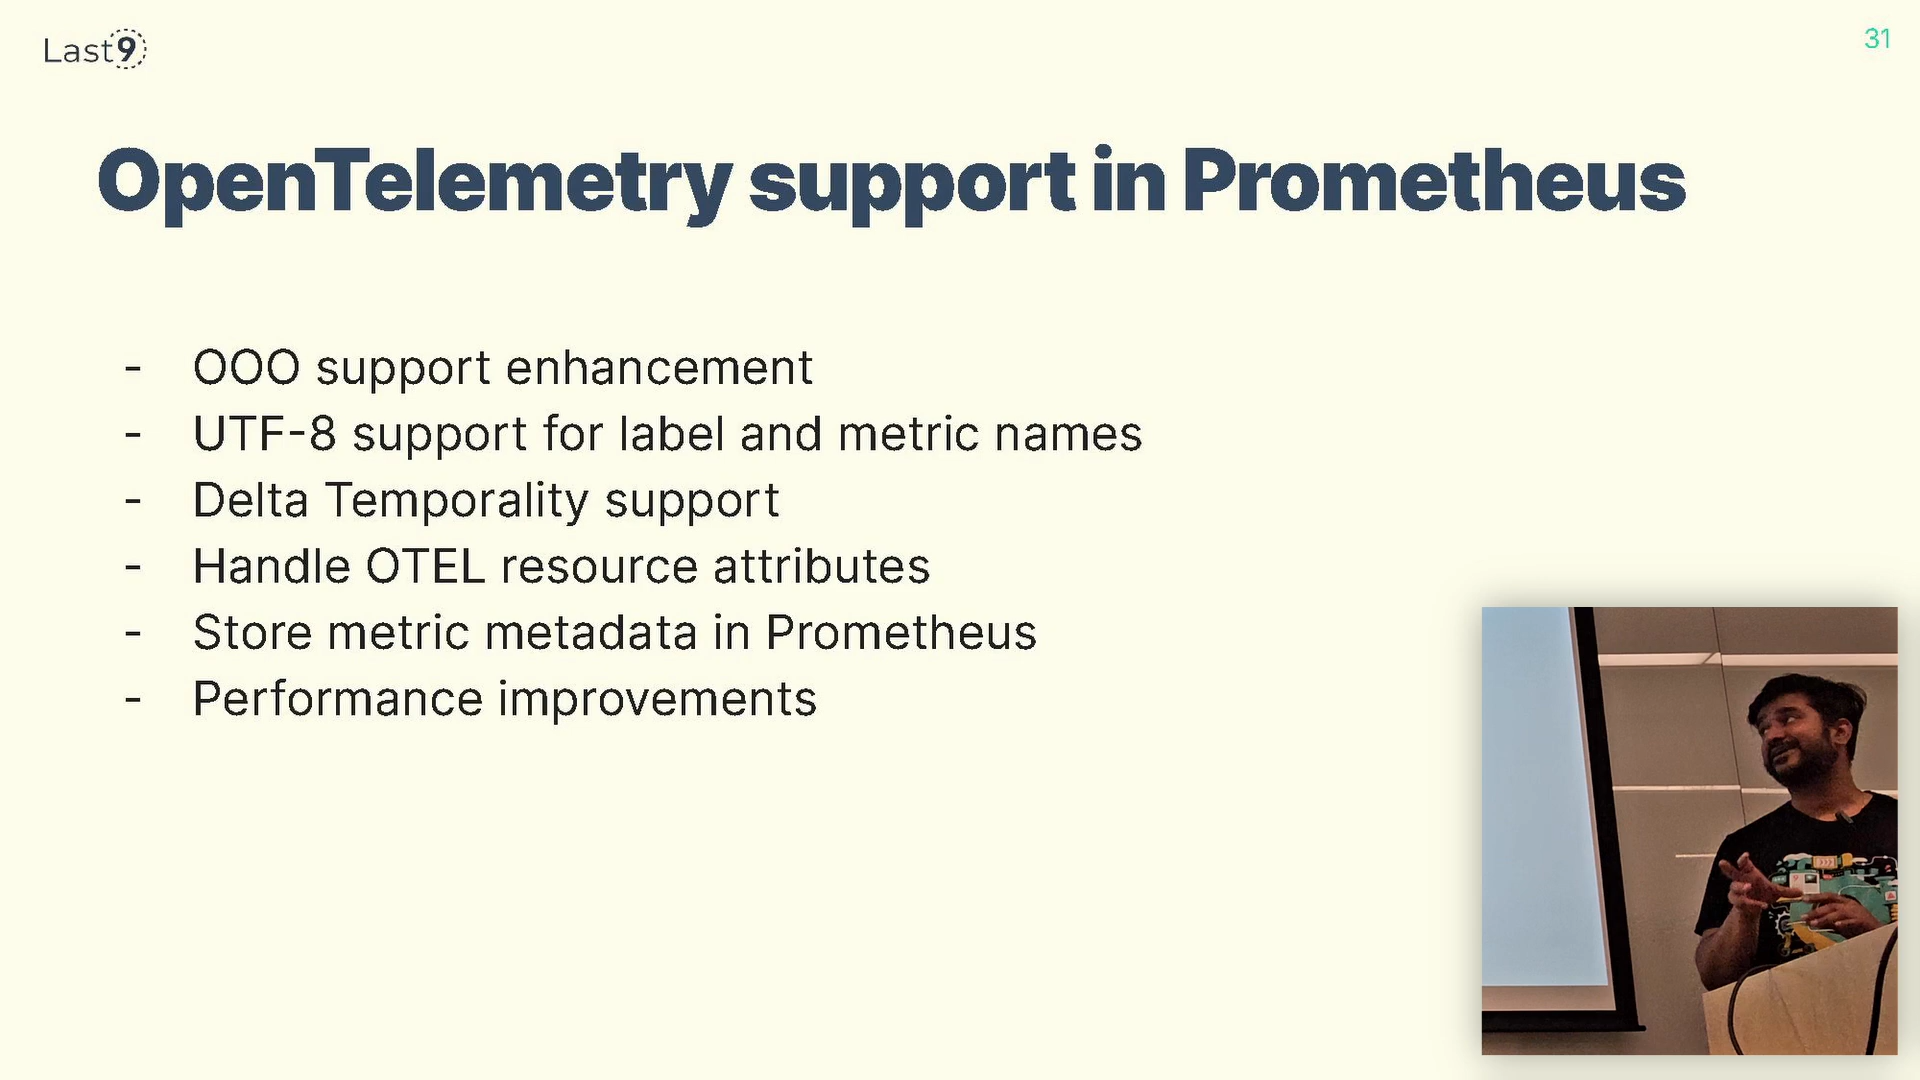 Last9
31
OpenTelemetry support in Prometheus
- OOO support enhancement
- UTF-8 support for label and metric names
- Delta Temporality support
- Handle OTEL resource attributes
- Store metric metadata in Prometheus
- Performance improvements